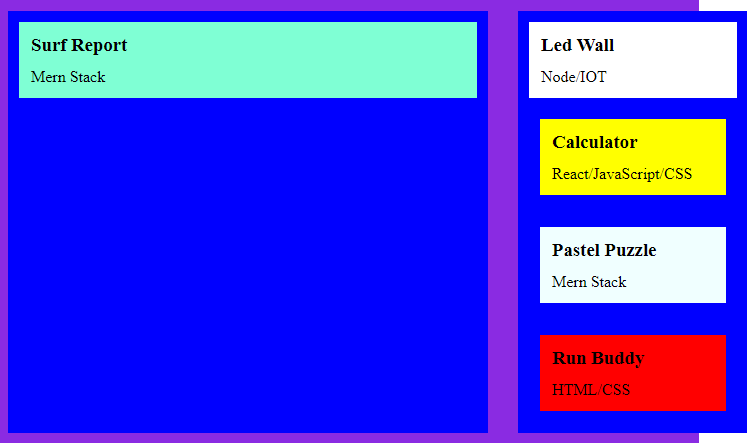 Surf Report
Mern Stack
Led Wall
Node/IOT
Calculator
React/JavaScript/CSS
Pastel Puzzle
Mern Stack
Run Buddy
HTML/CSS